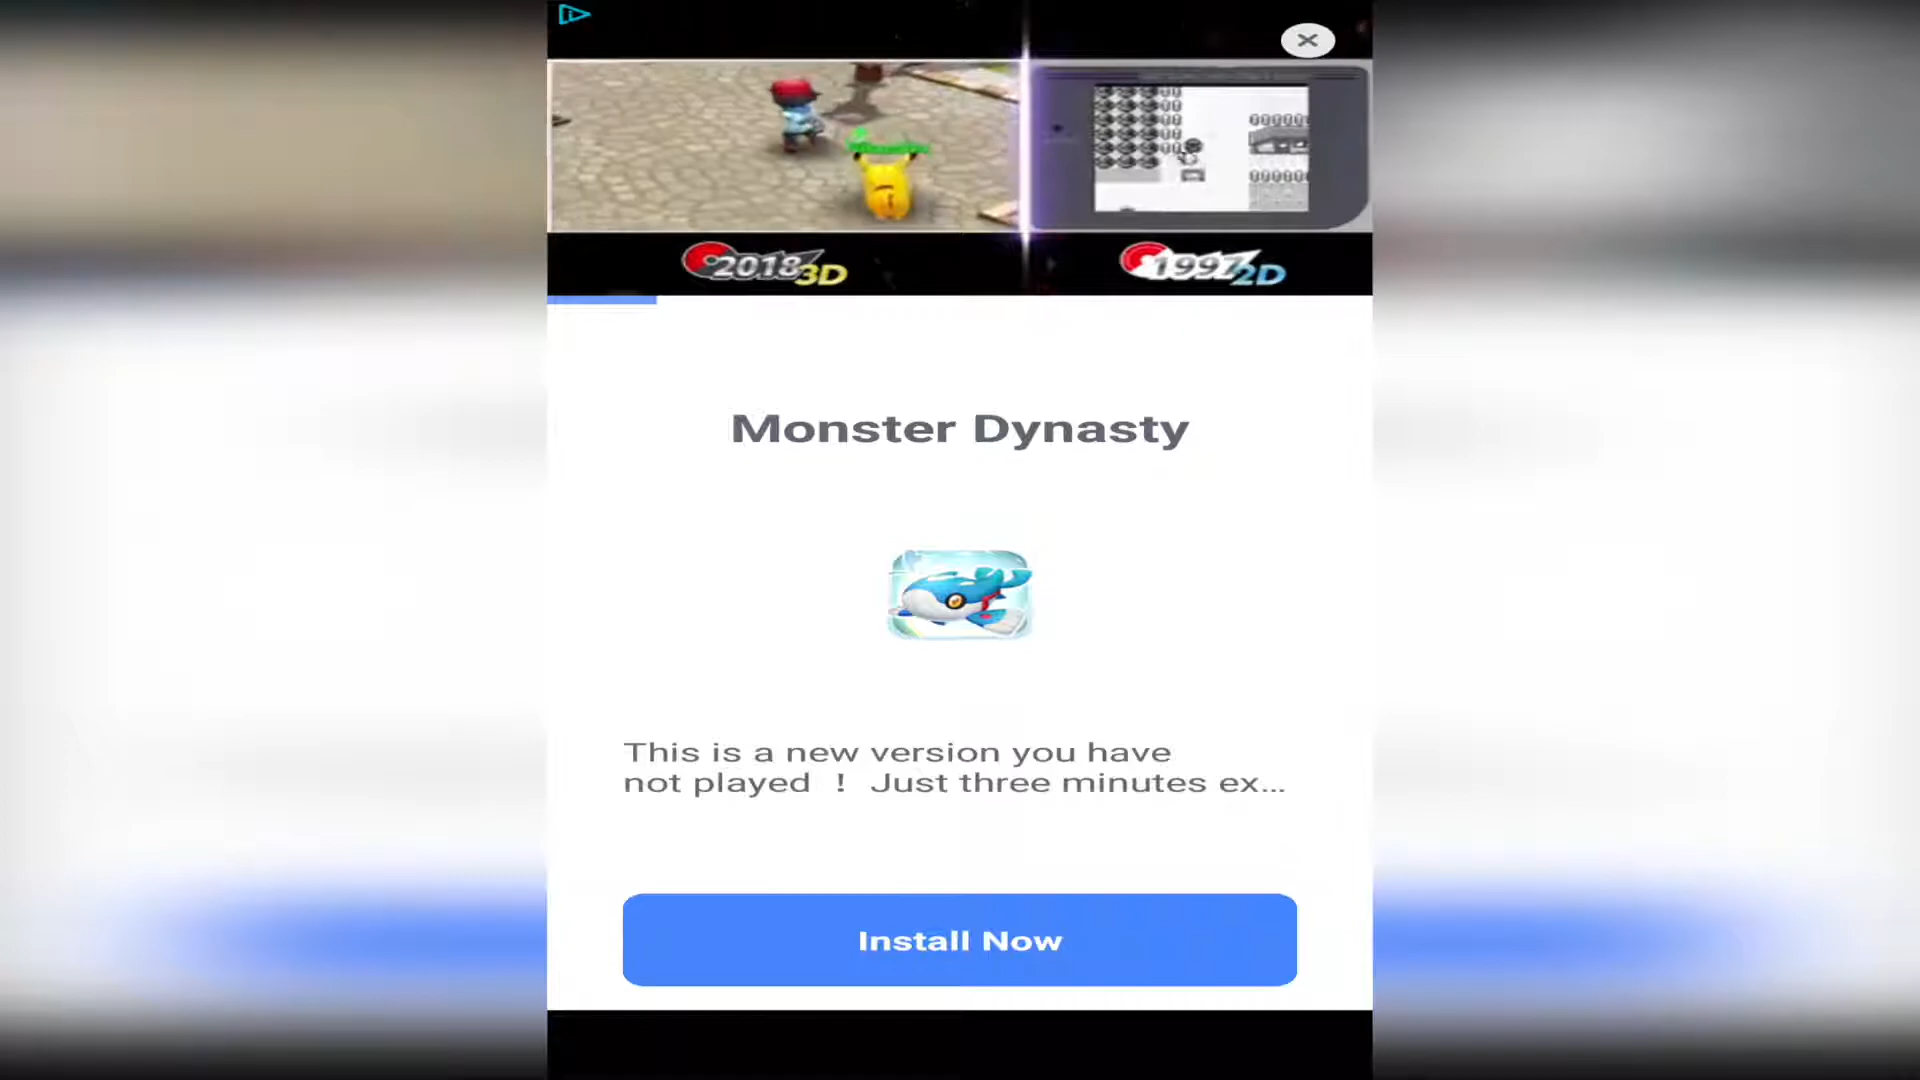 2018 3D
1997 2D
Monster Dynasty
This is a new version you have
not played ！ Just three minutes ex...
Install Now